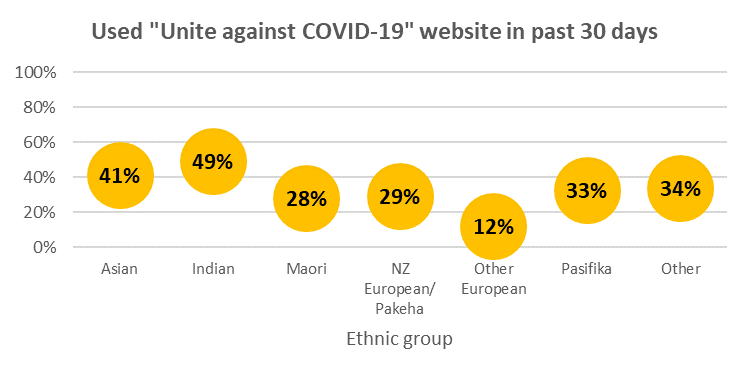 Used "Unite against COVID-19" website in past 30 days
100%
80%
60%
40%
20%
0%
41%
49%
28%
29%
12%
33%
34%
Asian
Indian
Maori
NZ
European/
Pakeha
Other
European
Pasifika
Other
Ethnic group